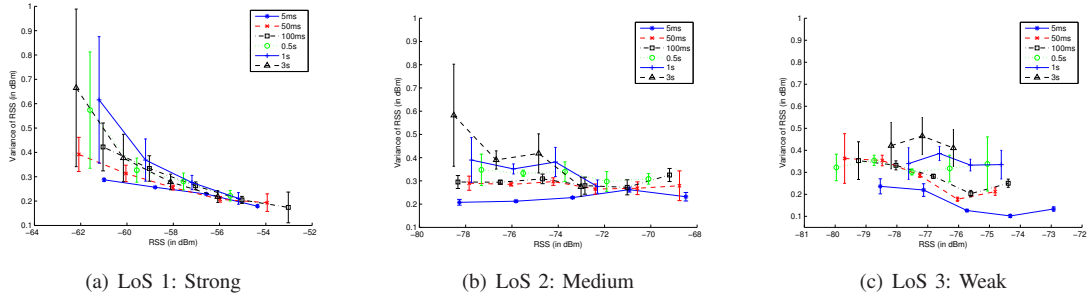 1
0.9
0.8
0.7
0.6
0.5
0.4
0.3
0.2
0.1
Variance of RSS (in dBm)
−64
−62
−60
−58
−56
−54
−52
RSS (in dBm)
5ms
50ms
100ms
0.5s
1s
3s
(a) LoS 1: Strong
1
0.9
0.8
0.7
0.6
0.5
0.4
0.3
0.2
0.1
0
Variance of RSS (in dBm)
−80
−78
−76
−74
−72
−70
−68
RSS (in dBm)
5ms
50ms
100ms
0.5s
1s
3s
(b) LoS 2: Medium
1
0.9
0.8
0.7
0.6
0.5
0.4
0.3
0.2
0.1
Variance of RSS (in dBm)
−81
−80
−79
−78
−77
−76
−75
−74
−73
−72
RSS (in dBm)
5ms
50ms
100ms
0.5s
1s
3s
(c) LoS 3: Weak